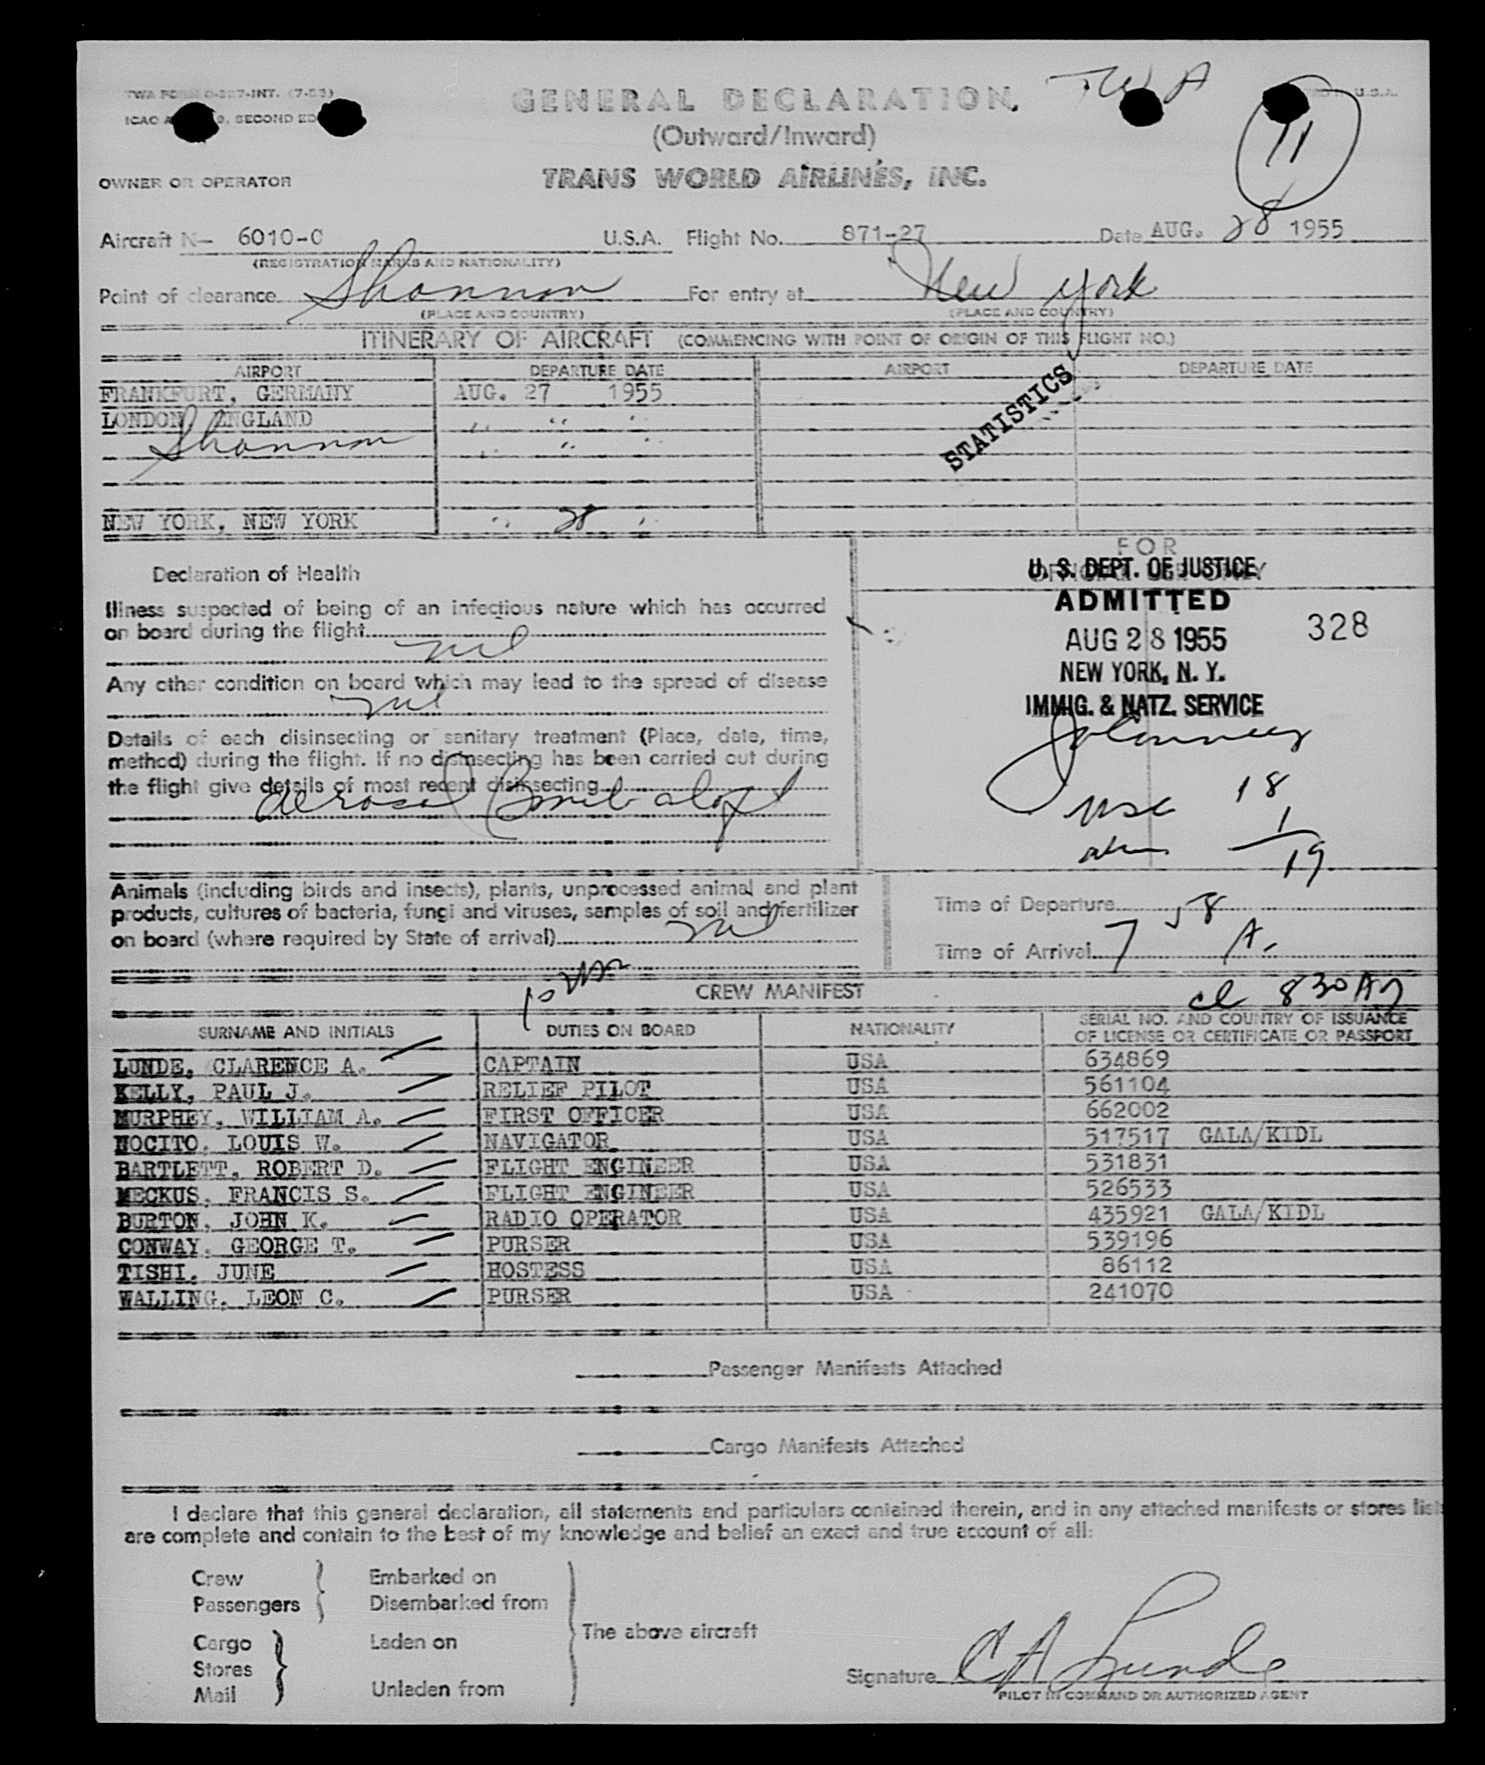 TWA FORM
ICAO SECOND
TWA
U.S.A.
GENERAL DECLARATION
(Outward/Inward)
11
OWNER OR OPERATOR
TRANS WORLD AIRLINES, INC.
Aircraft N— 6010-C U.S.A. Flight No. 871-27 Date AUG. 28 1955
(REGISTRATION MARKS AND NATIONALITY)
Point of clearance Shannon For entry at New York
(PLACE AND COUNTRY) (PLACE AND COUNTRY)
ITINERARY OF AIRCRAFT (COMMENCING WITH POINT OF ORIGIN OF THIS FLIGHT NO.)
AIRPORT DEPARTURE DATE AIRPORT DEPARTURE DATE
FRANKFURT, GERMANY AUG. 27 1955
LONDON, ENGLAND " " "
Shannon " " "
STATISTICS
NEW YORK, NEW YORK " 28 "
FOR
OFFICIAL USE ONLY
U. S. DEPT. OF JUSTICE
ADMITTED
AUG 28 1955 328
NEW YORK, N. Y.
IMMIG. & NATZ. SERVICE
usc 18
1
19
Declaration of Health
Illness suspected of being of an infectious nature which has occurred
on board during the flight nil
Any other condition on board which may lead to the spread of disease
nil
Details of each disinsecting or sanitary treatment (Place, date, time,
method) during the flight. If no disinsecting has been carried out during
the flight give details of most recent disinsecting
aerosol Bomb aloft
Animals (including birds and insects), plants, unprocessed animal and plant
products, cultures of bacteria, fungi and viruses, samples of soil and fertilizer
on board (where required by State of arrival) nil
Time of Departure
Time of Arrival 7 58 A.
CREW MANIFEST
cl 830 A
SURNAME AND INITIALS DUTIES ON BOARD NATIONALITY SERIAL NO. AND COUNTRY OF ISSUANCE
OF LICENSE OR CERTIFICATE OR PASSPORT
LUNDE, CLARENCE A. CAPTAIN USA 634869
KELLY, PAUL J. RELIEF PILOT USA 561104
MURPHEY, WILLIAM A. FIRST OFFICER USA 662002
NOCITO, LOUIS W. NAVIGATOR USA 517517 GALA/KIDL
BARTLETT, ROBERT D. FLIGHT ENGINEER USA 531831
MECKUS, FRANCIS S. FLIGHT ENGINEER USA 526533
BURTON, JOHN K. RADIO OPERATOR USA 435921 GALA/KIDL
CONWAY, GEORGE T. PURSER USA 539196
TISHI, JUNE HOSTESS USA 86112
WALLING, LEON C. PURSER USA 241070
Passenger Manifests Attached
Cargo Manifests Attached
I declare that this general declaration, all statements and particulars contained therein, and in any attached manifests or stores list
are complete and contain to the best of my knowledge and belief an exact and true account of all:
Crew Embarked on
Passengers Disembarked from
The above aircraft
Cargo Laden on
Stores
Mail Unladen from
Signature C A Lunde
PILOT IN COMMAND OR AUTHORIZED AGENT